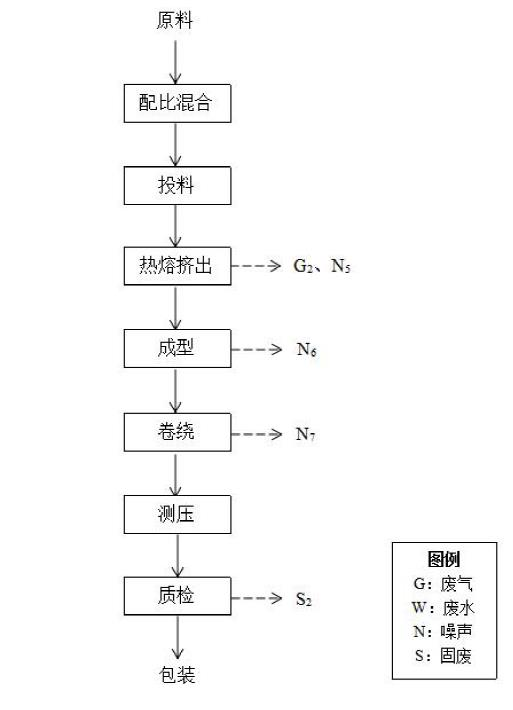 原料
配比混合
投料
热熔挤出
G₂、N₅
成型
N₆
卷绕
N₇
测压
质检
S₂
包装
图例
G：废气
W：废水
N：噪声
S：固废